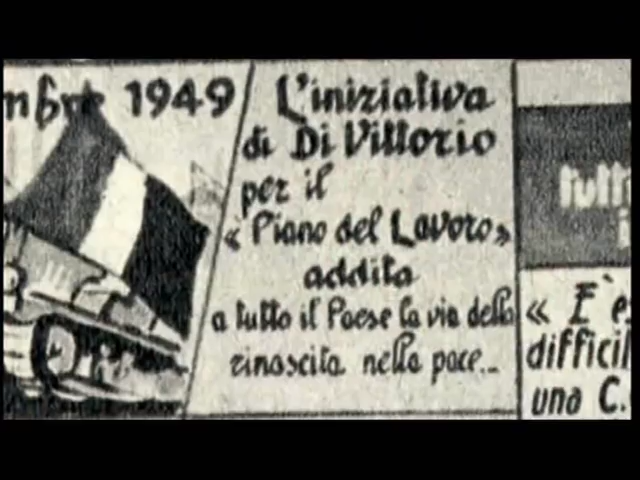 1949
L'iniziativa
di Di Vittorio
per il
« Piano del Lavoro»
addita
a tutto il Paese la via della
rinascita nella pace...
« E' e
difficil
una C.